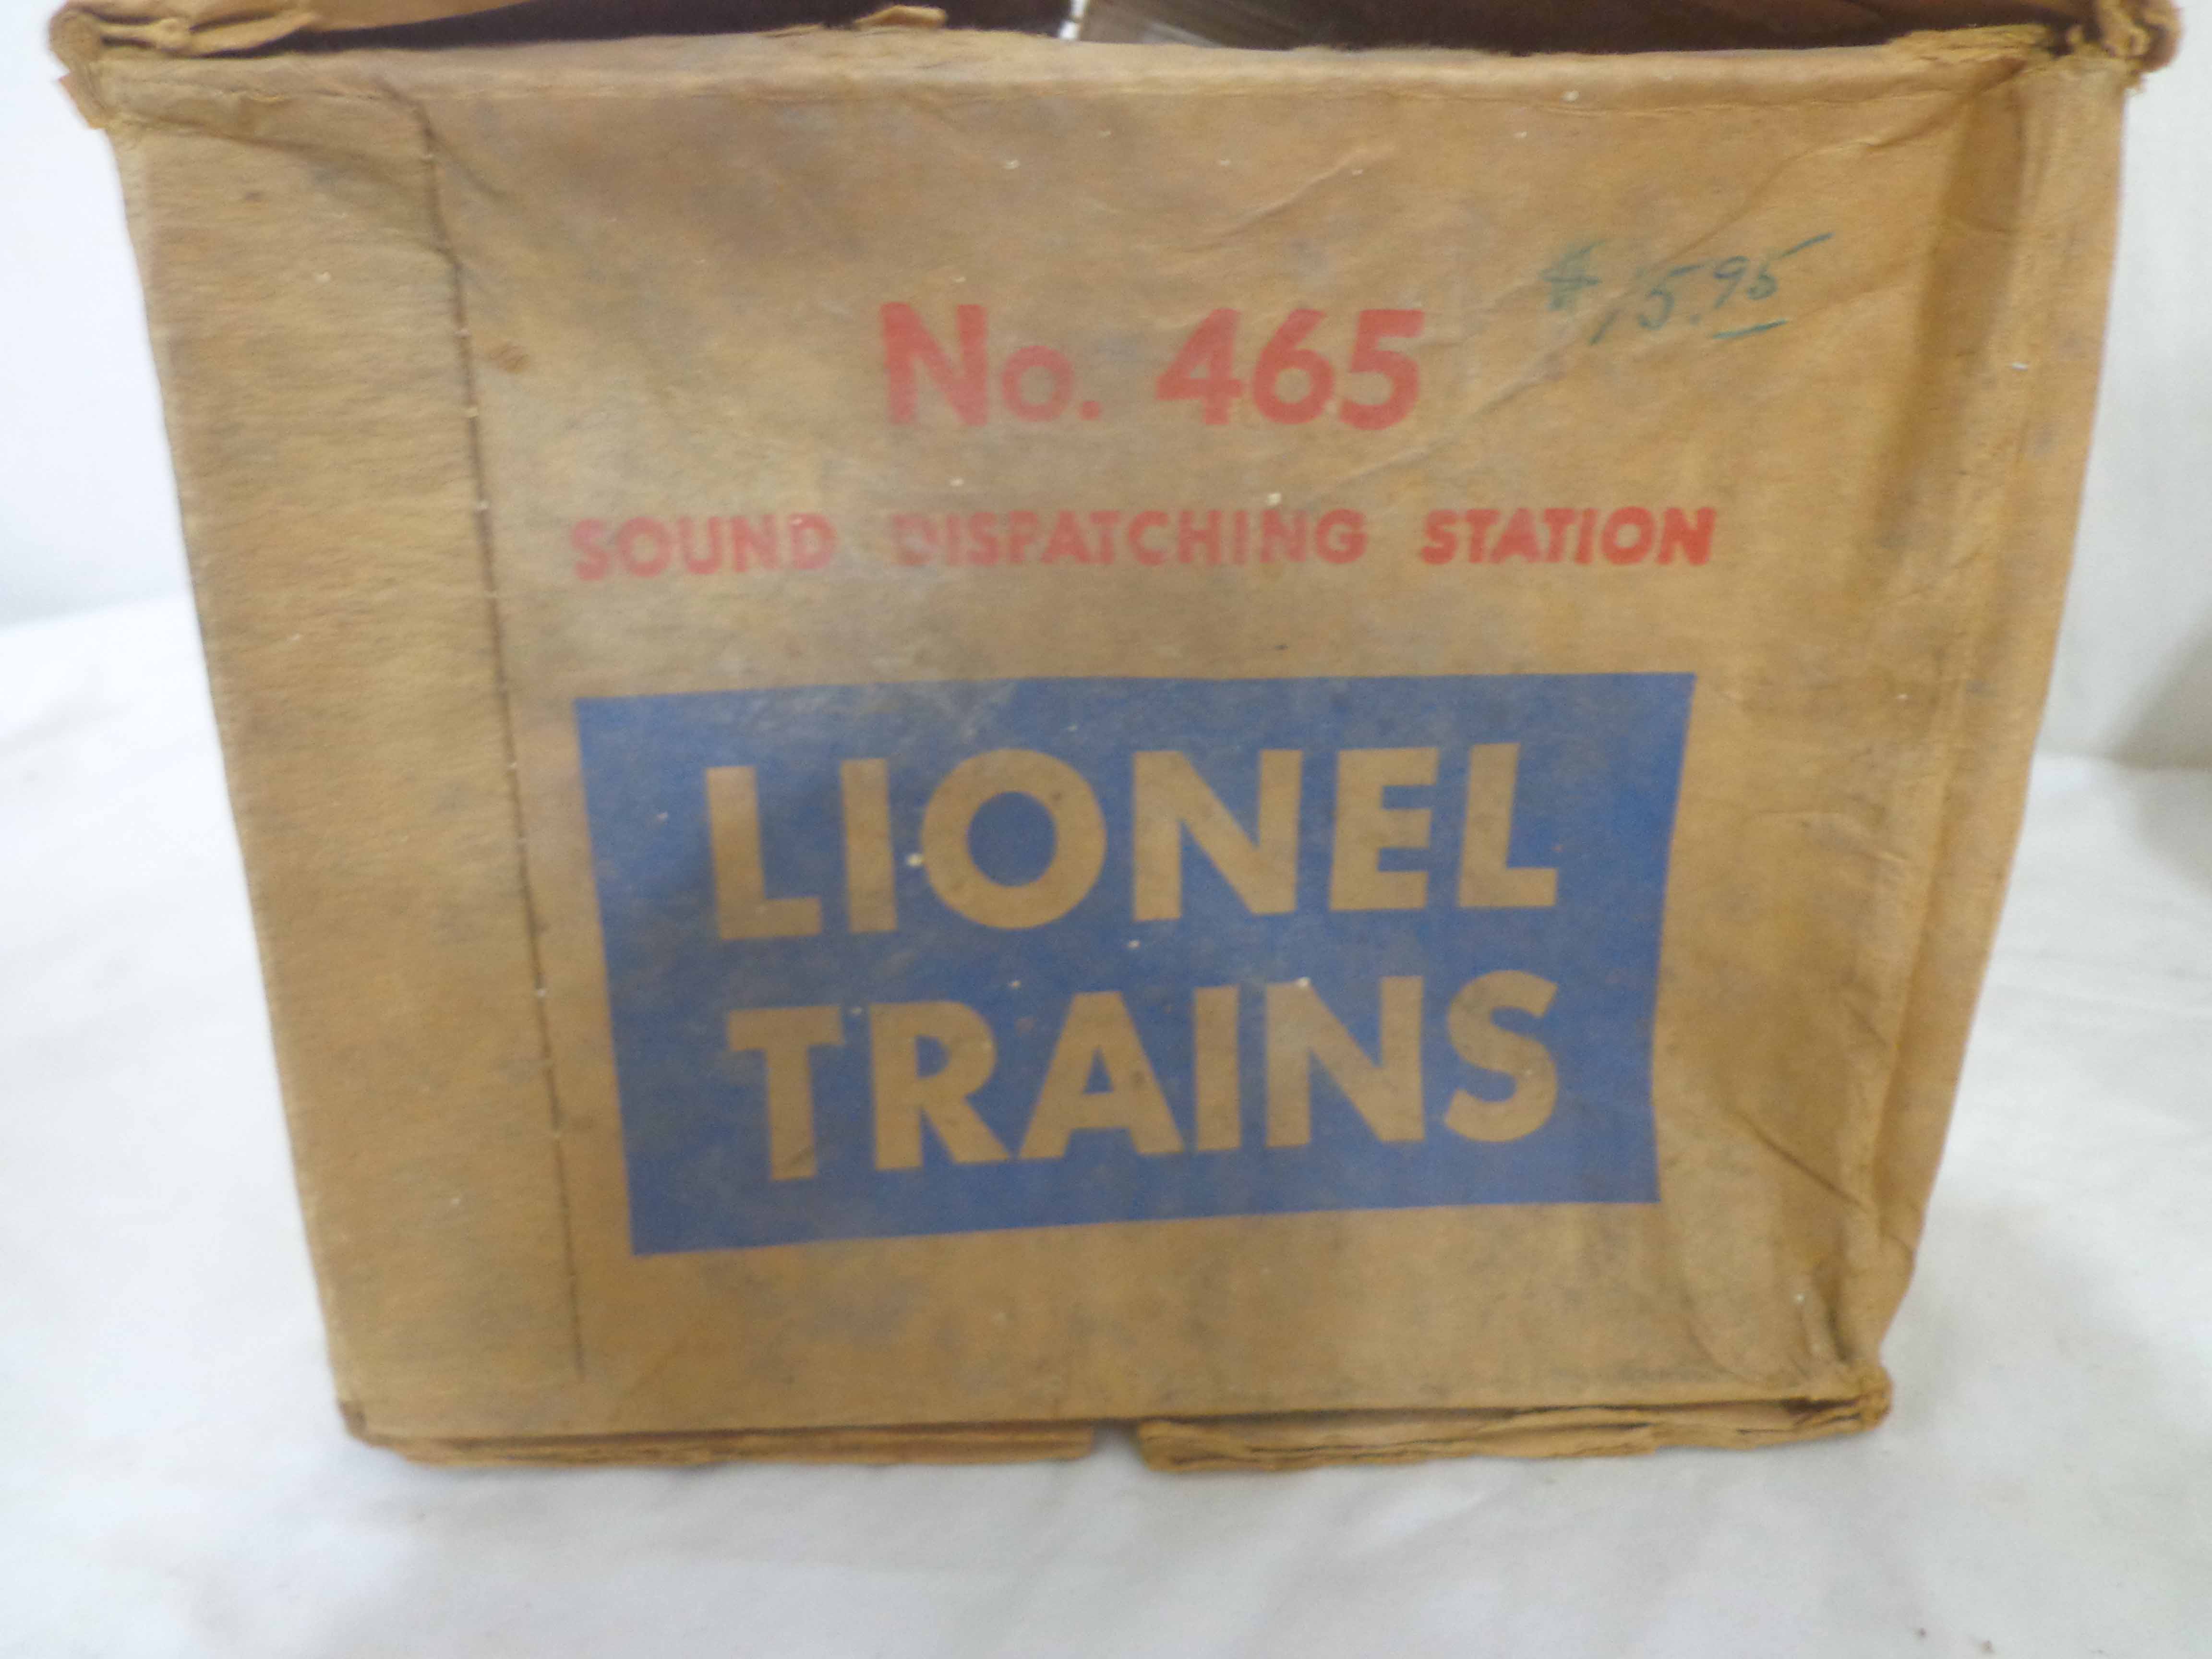 $15.95
No. 465
SOUND DISPATCHING STATION
LIONEL
TRAINS